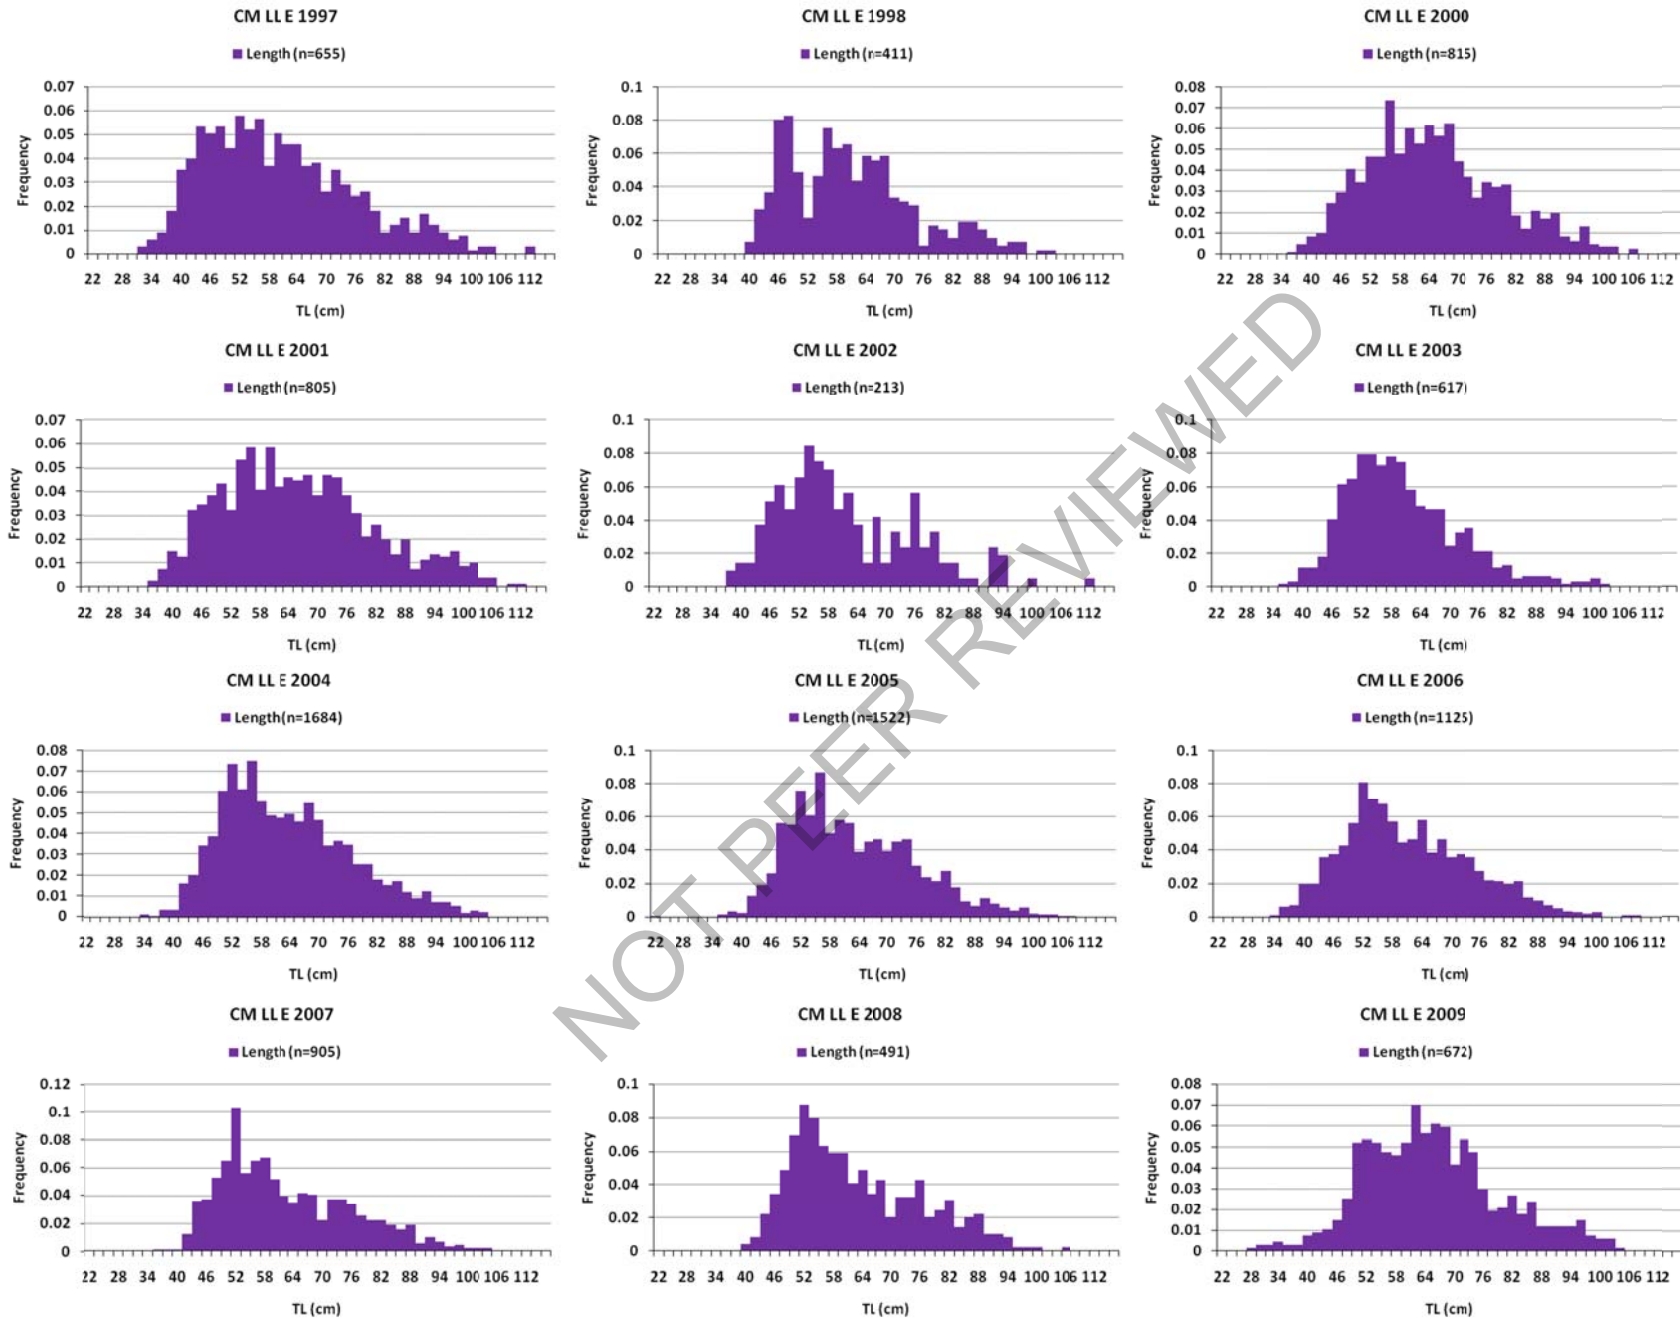 CM LL E 1997
Length (n=655)
0.07
0.06
0.05
0.04
0.03
0.02
0.01
0
Frequency
22 28 34 40 46 52 58 64 70 76 82 88 94 100 106 112
TL (cm)
CM LL E 1998
Length (n=411)
0.1
0.08
0.06
0.04
0.02
0
Frequency
22 28 34 40 46 52 58 64 70 76 82 88 94 100 106 112
TL (cm)
CM LL E 2000
Length (n=815)
0.08
0.07
0.06
0.05
0.04
0.03
0.02
0.01
0
Frequency
22 28 34 40 46 52 58 64 70 76 82 88 94 100 106 112
TL (cm)
CM LL E 2001
Length (n=805)
0.07
0.06
0.05
0.04
0.03
0.02
0.01
0
Frequency
22 28 34 40 46 52 58 64 70 76 82 88 94 100 106 112
TL (cm)
CM LL E 2002
Length (n=213)
0.1
0.08
0.06
0.04
0.02
0
Frequency
22 28 34 40 46 52 58 64 70 76 82 88 94 100 106 112
TL (cm)
CM LL E 2003
Length (n=617)
0.1
0.08
0.06
0.04
0.02
0
Frequency
22 28 34 40 46 52 58 64 70 76 82 88 94 100 106 112
TL (cm)
CM LL E 2004
Length (n=1684)
0.08
0.07
0.06
0.05
0.04
0.03
0.02
0.01
0
Frequency
22 28 34 40 46 52 58 64 70 76 82 88 94 100 106 112
TL (cm)
CM LL E 2005
Length (n=1522)
0.1
0.08
0.06
0.04
0.02
0
Frequency
22 28 34 40 46 52 58 64 70 76 82 88 94 100 106 112
TL (cm)
CM LL E 2006
Length (n=1125)
0.1
0.08
0.06
0.04
0.02
0
Frequency
22 28 34 40 46 52 58 64 70 76 82 88 94 100 106 112
TL (cm)
CM LL E 2007
Length (n=905)
0.12
0.1
0.08
0.06
0.04
0.02
0
Frequency
22 28 34 40 46 52 58 64 70 76 82 88 94 100 106 112
TL (cm)
CM LL E 2008
Length (n=491)
0.1
0.08
0.06
0.04
0.02
0
Frequency
22 28 34 40 46 52 58 64 70 76 82 88 94 100 106 112
TL (cm)
CM LL E 2009
Length (n=672)
0.08
0.07
0.06
0.05
0.04
0.03
0.02
0.01
0
Frequency
22 28 34 40 46 52 58 64 70 76 82 88 94 100 106 112
TL (cm)
NOT PEER REVIEWED